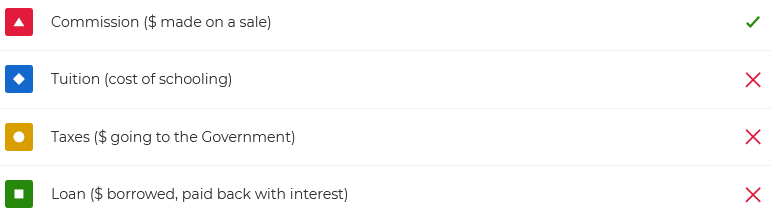 Commission ($ made on a sale)
Tuition (cost of schooling)
Taxes ($ going to the Government)
Loan ($ borrowed, paid back with interest)